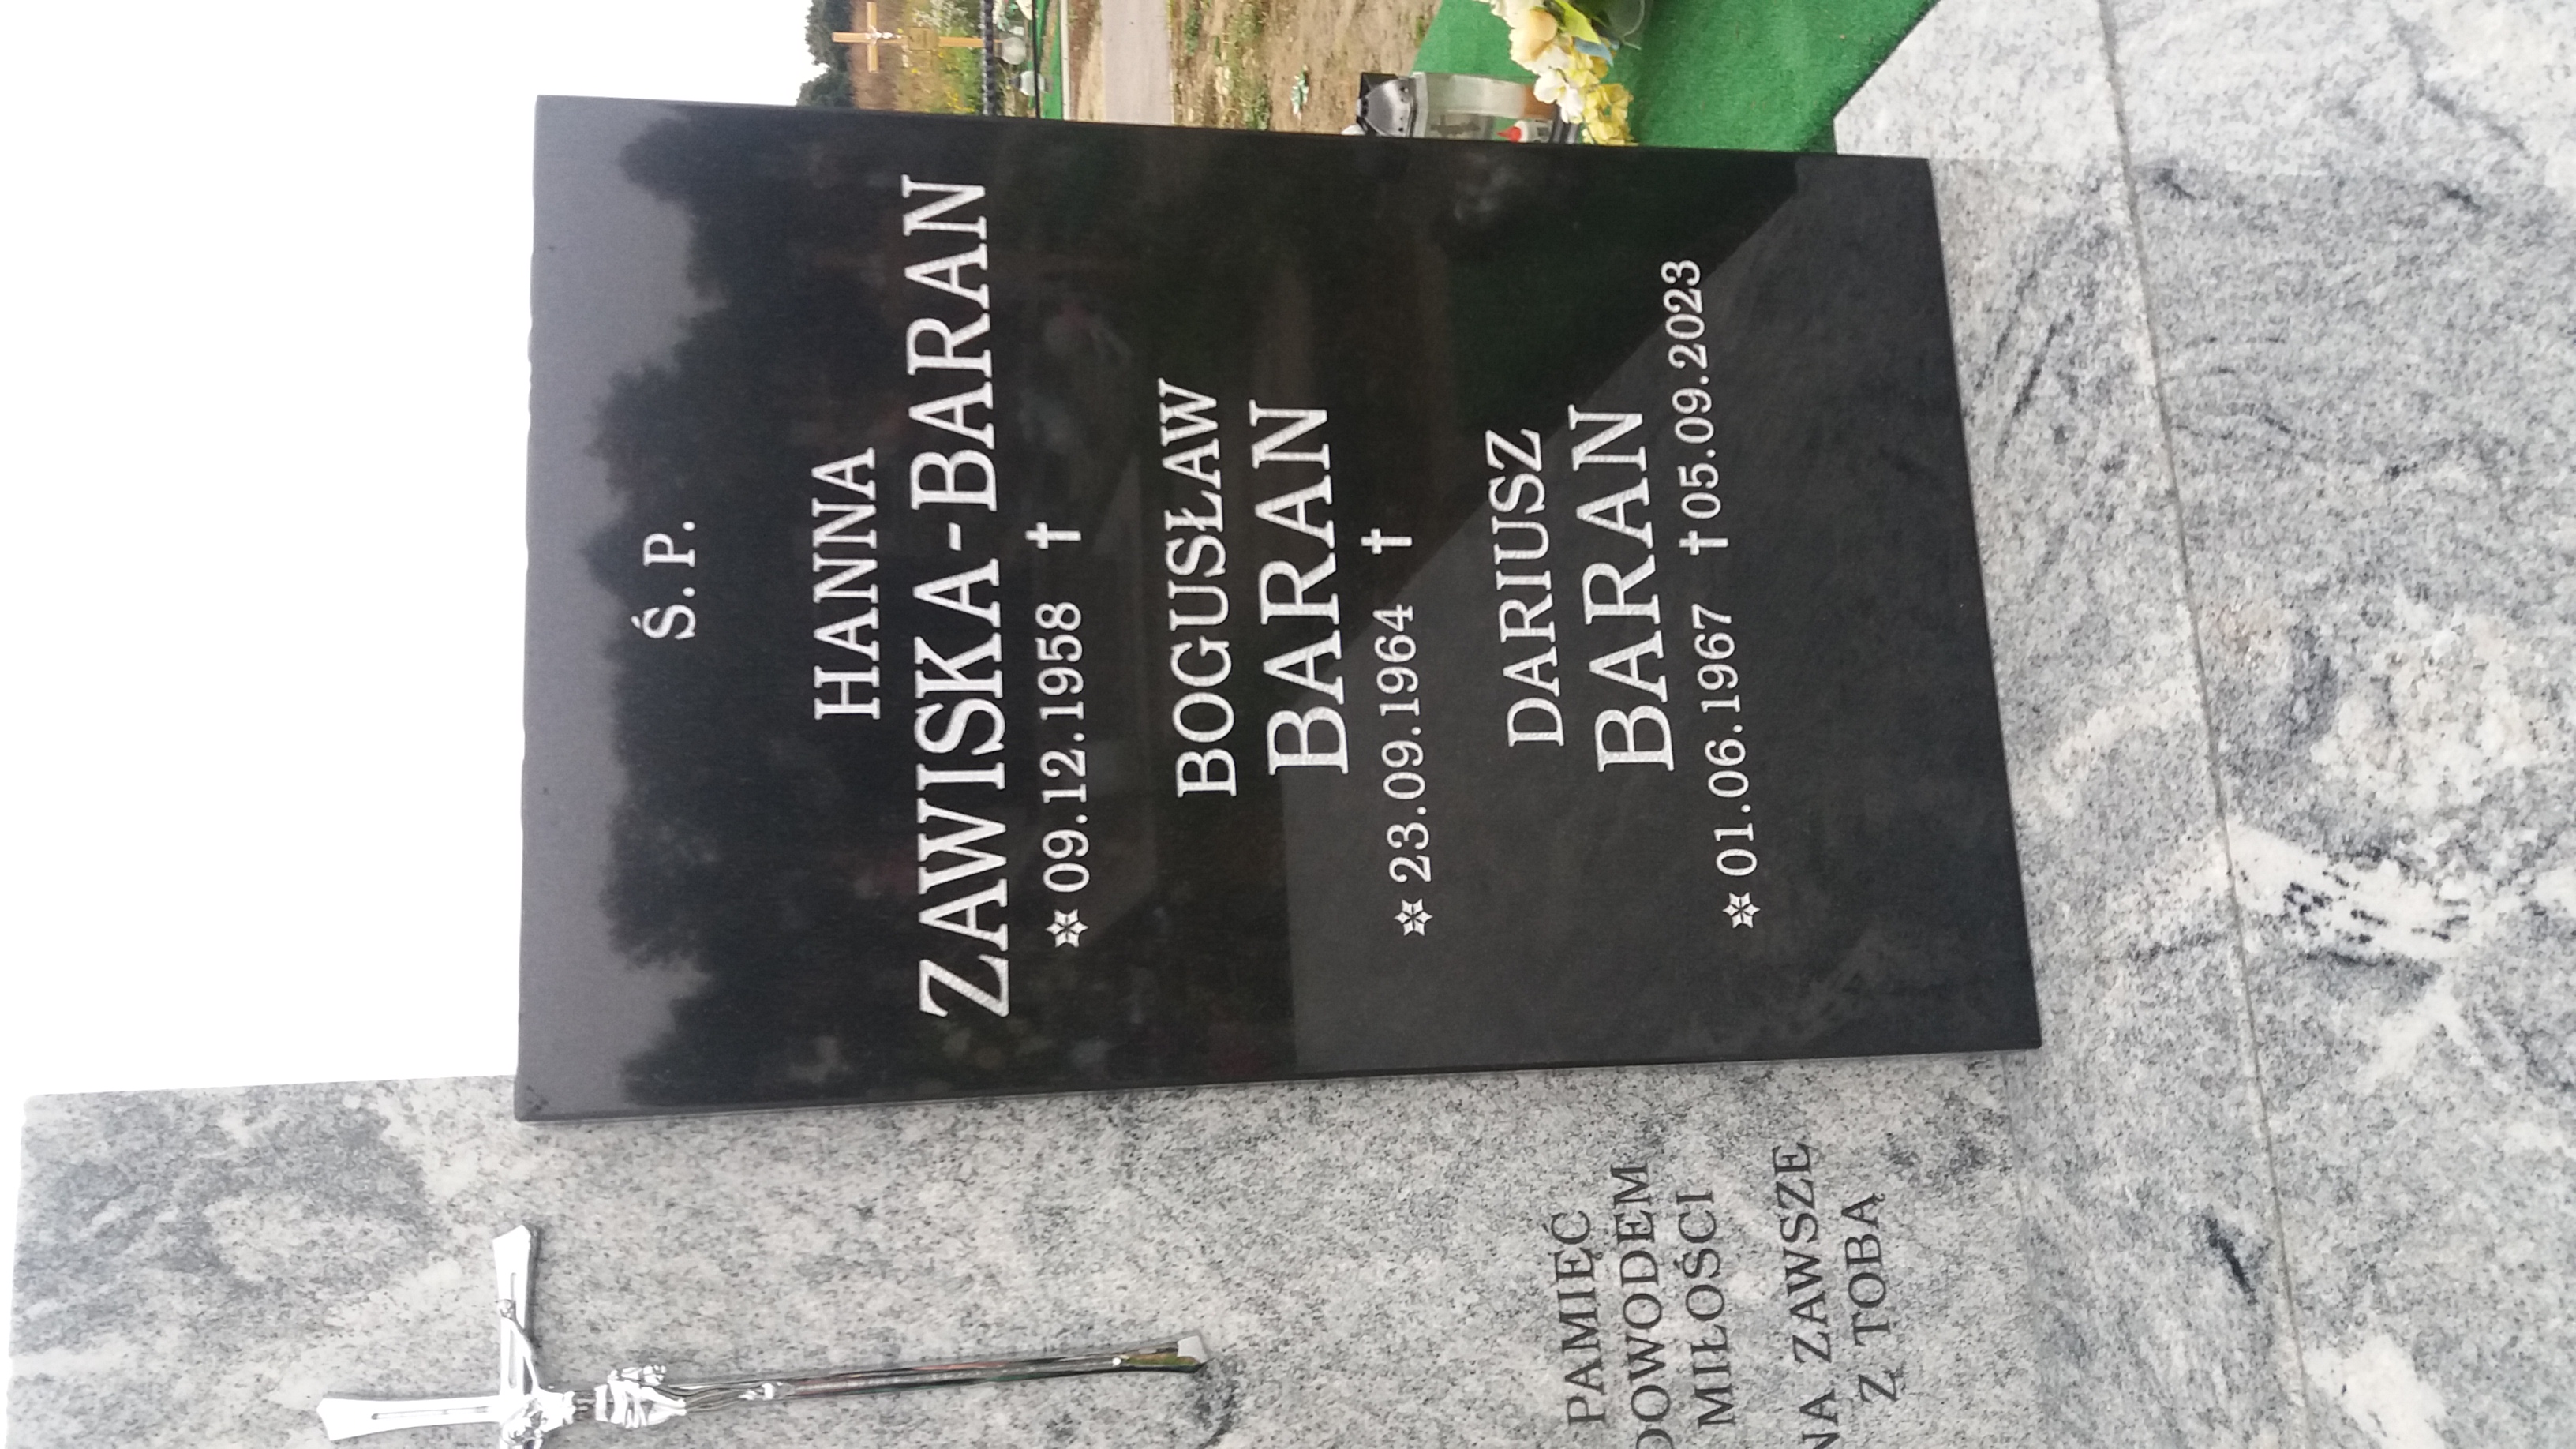 Ś. P.
HANNA
ZAWISKA-BARAN
* 09.12.1958 †
BOGUSŁAW
BARAN
* 23.09.1964 †
DARIUSZ
BARAN
* 01.06.1967 † 05.09.2023
PAMIĘĆ
DOWODEM
MIŁOŚCI
NA ZAWSZE
Z TOBĄ